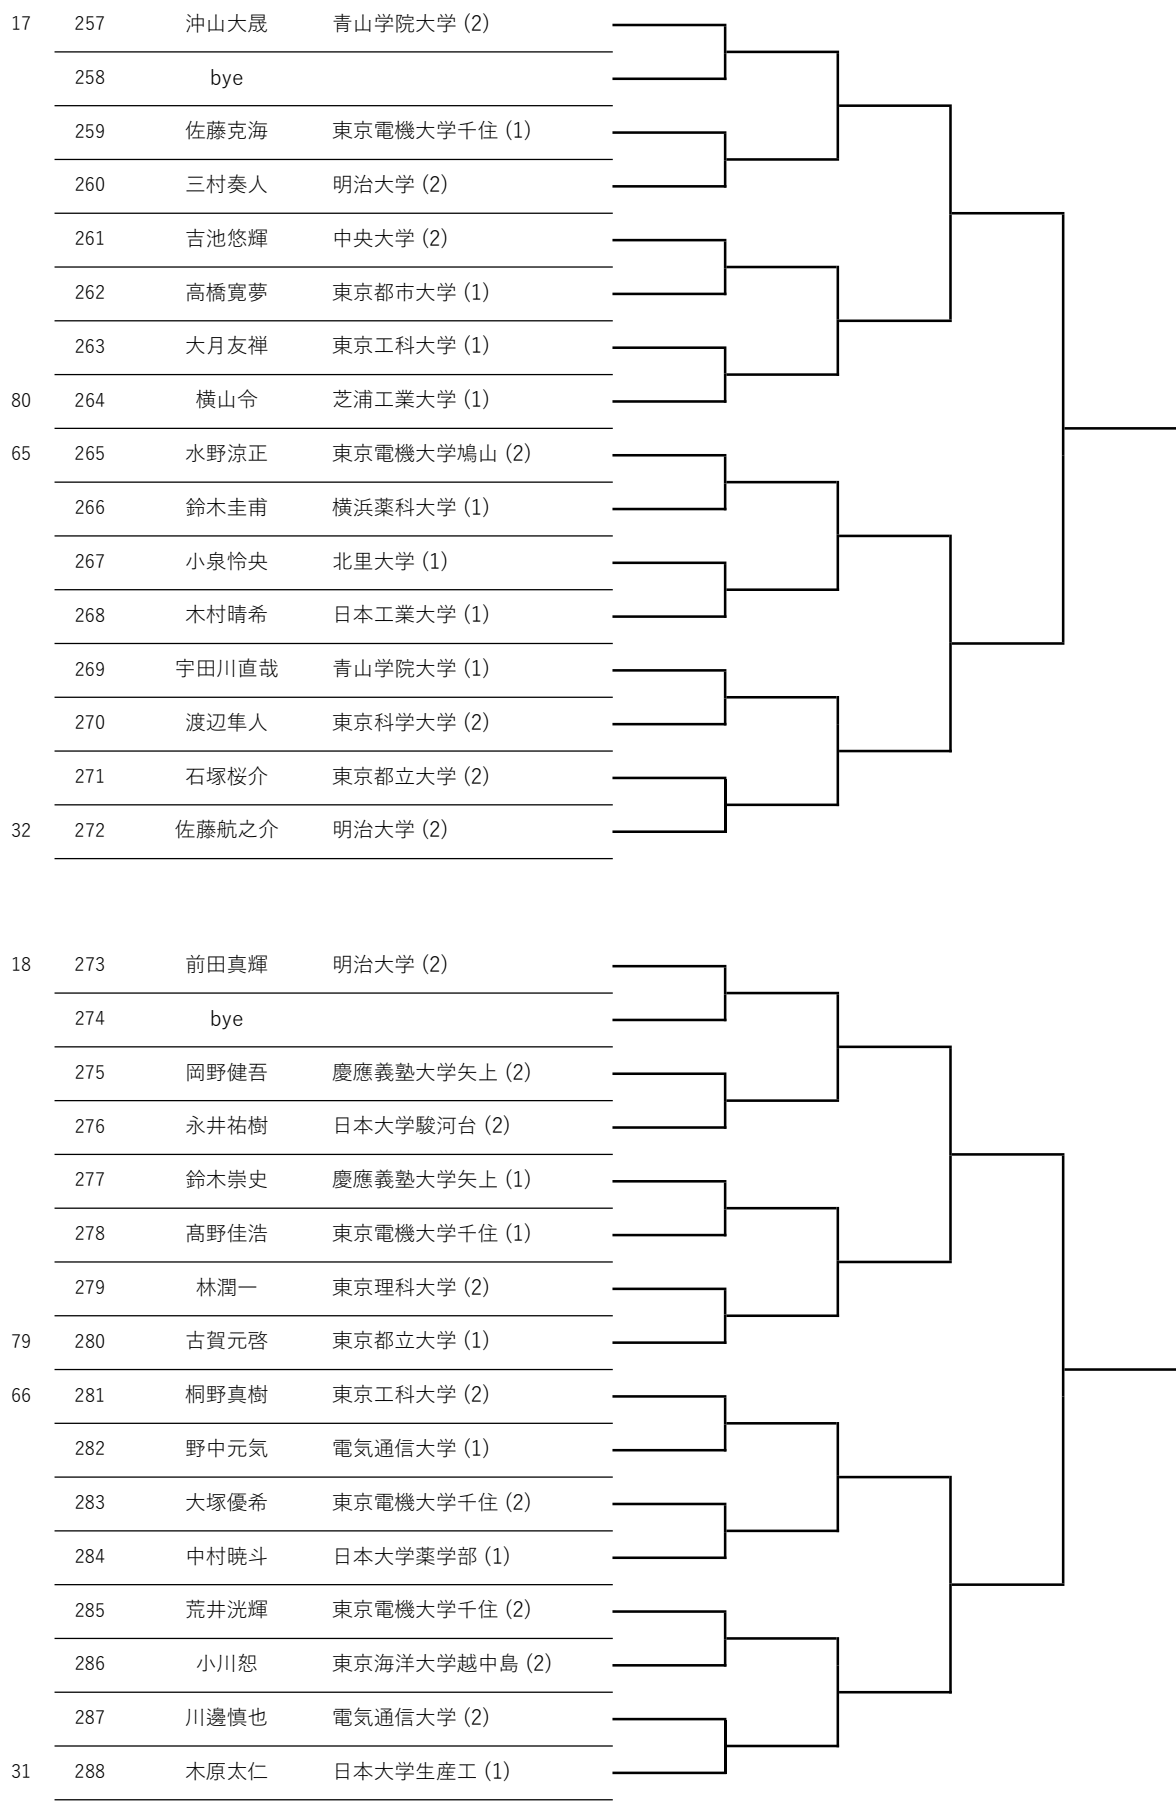 17 257 沖山大晟 青山学院大学 (2)
258 bye
259 佐藤克海 東京電機大学千住 (1)
260 三村奏人 明治大学 (2)
261 吉池悠輝 中央大学 (2)
262 高橋寛夢 東京都市大学 (1)
263 大月友禅 東京工科大学 (1)
80 264 横山令 芝浦工業大学 (1)
65 265 水野涼正 東京電機大学鳩山 (2)
266 鈴木圭甫 横浜薬科大学 (1)
267 小泉怜央 北里大学 (1)
268 木村晴希 日本工業大学 (1)
269 宇田川直哉 青山学院大学 (1)
270 渡辺隼人 東京科学大学 (2)
271 石塚桜介 東京都立大学 (2)
32 272 佐藤航之介 明治大学 (2)
18 273 前田真輝 明治大学 (2)
274 bye
275 岡野健吾 慶應義塾大学矢上 (2)
276 永井祐樹 日本大学駿河台 (2)
277 鈴木崇史 慶應義塾大学矢上 (1)
278 髙野佳浩 東京電機大学千住 (1)
279 林潤一 東京理科大学 (2)
79 280 古賀元啓 東京都立大学 (1)
66 281 桐野真樹 東京工科大学 (2)
282 野中元気 電気通信大学 (1)
283 大塚優希 東京電機大学千住 (2)
284 中村暁斗 日本大学薬学部 (1)
285 荒井洸輝 東京電機大学千住 (2)
286 小川恕 東京海洋大学越中島 (2)
287 川邊慎也 電気通信大学 (2)
31 288 木原太仁 日本大学生産工 (1)